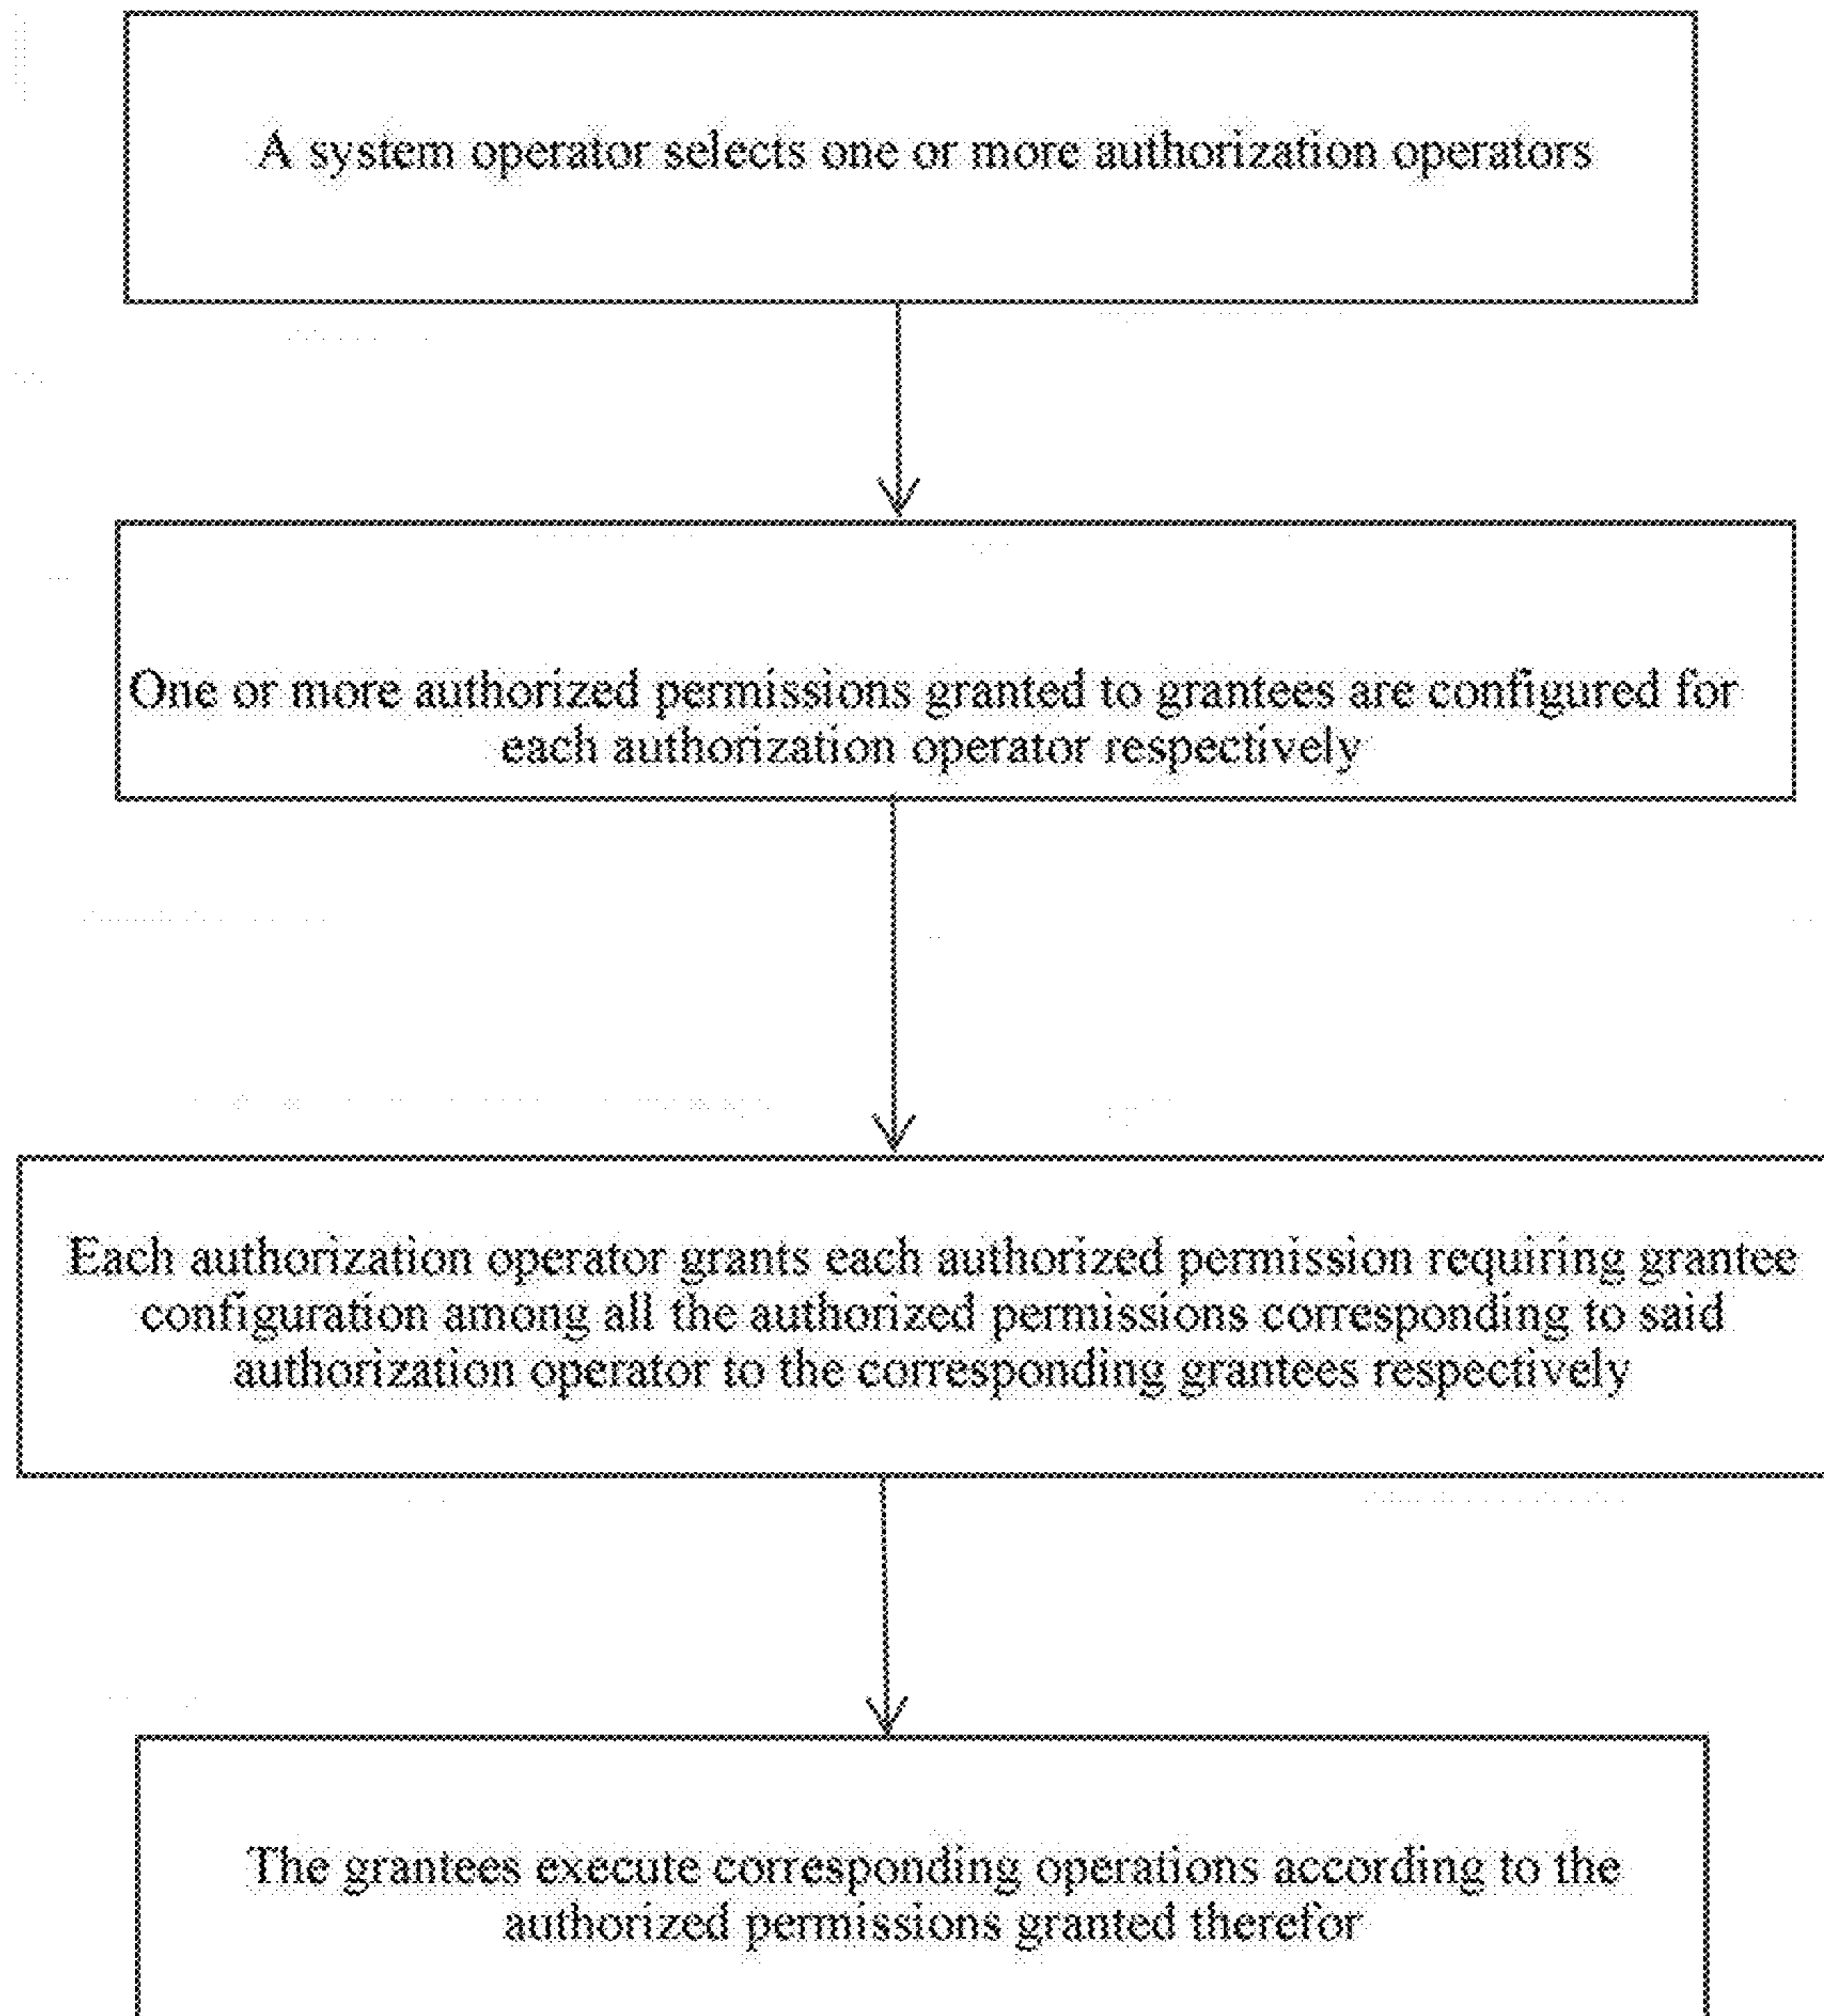 A system operator selects one or more authorization operators
One or more authorized permissions granted to grantees are configured for
each authorization operator respectively
Each authorization operator grants each authorized permission requiring grantee
configuration among all the authorized permissions corresponding to said
authorization operator to the corresponding grantees respectively
The grantees execute corresponding operations according to the
authorized permissions granted therefor